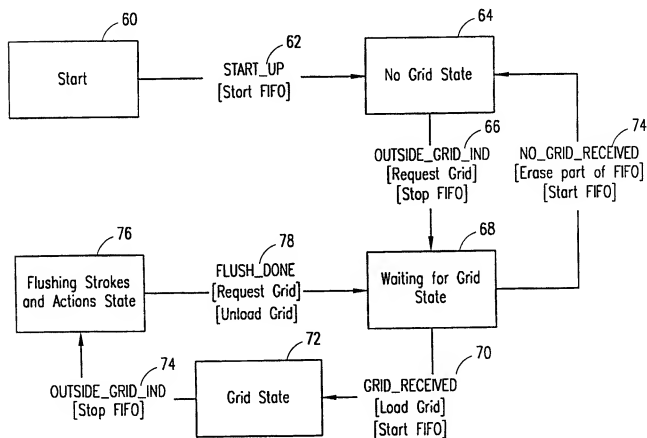 60
Start
62
START_UP
[Start FIFO]
64
No Grid State
66
OUTSIDE_GRID_IND
[Request Grid]
[Stop FIFO]
74
NO_GRID_RECEIVED
[Erase part of FIFO]
[Start FIFO]
76
Flushing Strokes
and Actions State
78
FLUSH_DONE
[Request Grid]
[Unload Grid]
68
Waiting for Grid
State
74
OUTSIDE_GRID_IND
[Stop FIFO]
72
Grid State
70
GRID_RECEIVED
[Load Grid]
[Start FIFO]